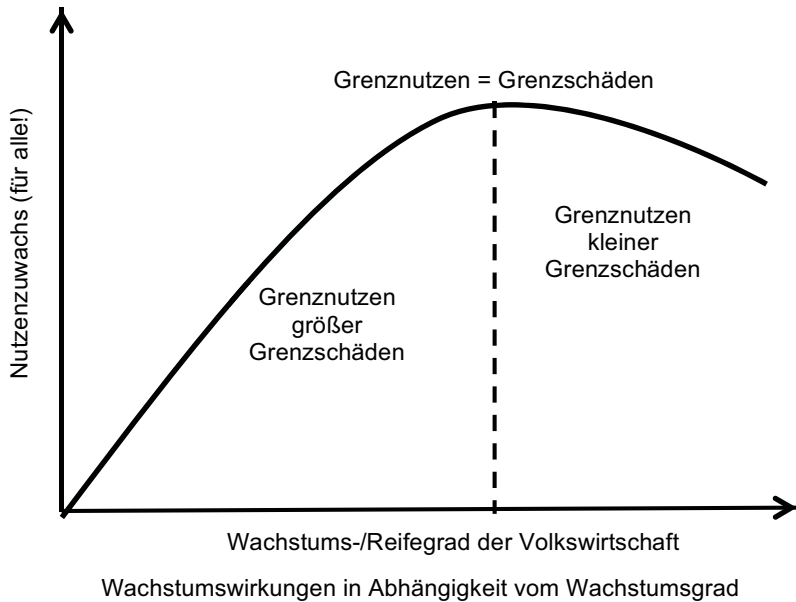 Grenznutzen = Grenzschäden
Nutzenzuwachs (für alle!)
Grenznutzen
kleiner
Grenzschäden
Grenznutzen
größer
Grenzschäden
Wachstums-/Reifegrad der Volkswirtschaft
Wachstumswirkungen in Abhängigkeit vom Wachstumsgrad